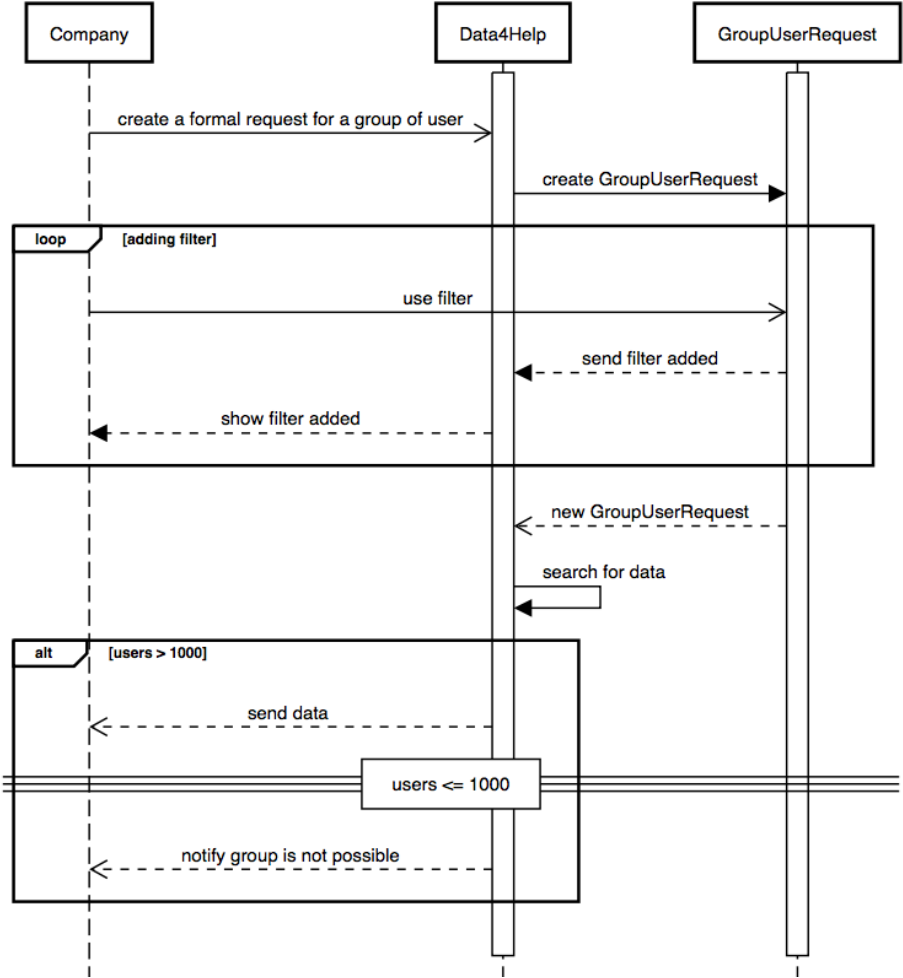 Company
Data4Help
GroupUserRequest
create a formal request for a group of user
create GroupUserRequest
loop
[adding filter]
use filter
send filter added
show filter added
new GroupUserRequest
search for data
alt
[users > 1000]
send data
users <= 1000
notify group is not possible